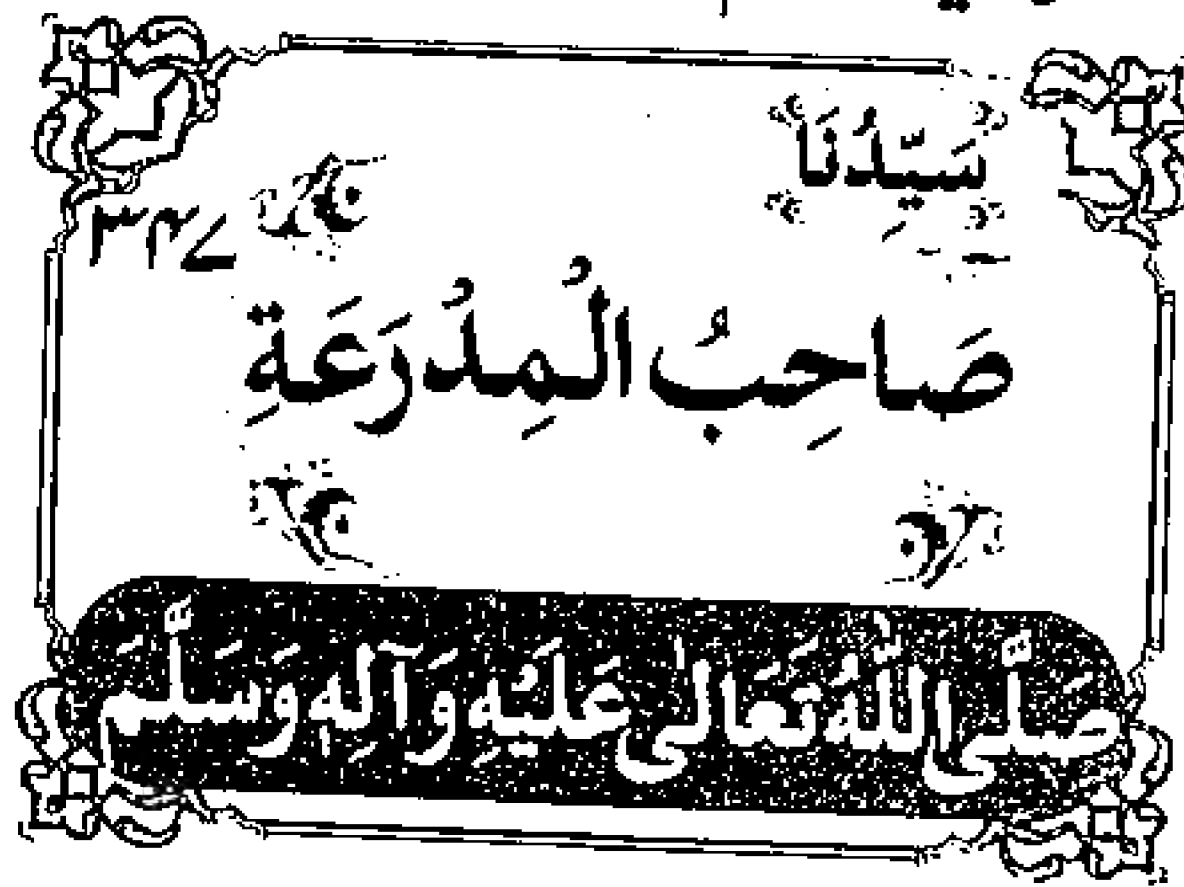 سَيِّدُنَا
۳۴۷
صَاحِبُ الْمِدْرَعَةِ
صَلَّى اللّٰهُ تَعَالٰى عَلَيْهِ وَآلِهٖ وَسَلَّمَ